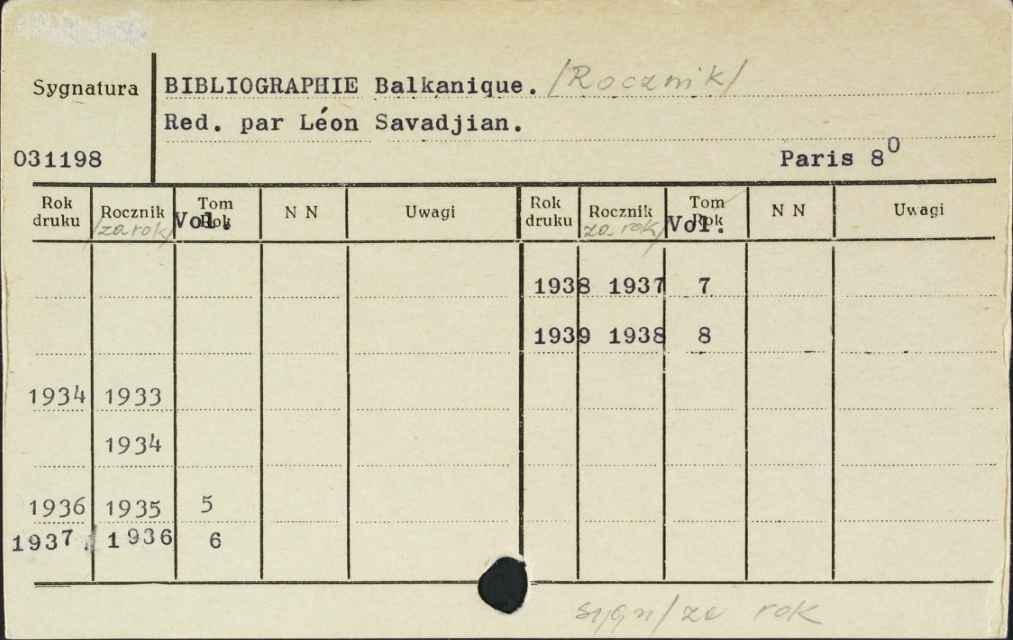 Sygnatura BIBLIOGRAPHIE Balkanique. /Rocznik/
Red. par Léon Savadjian.
031198 Paris 8⁰
Rok druku Rocznik /za rok/ Tom Rok Vol. N N Uwagi Rok druku Rocznik za rok/ Tom Rok Vol. N N Uwagi
1938 1937 7
1939 1938 8
1934 1933
1934
1936 1935 5
1937. 1936 6
sygn/za rok